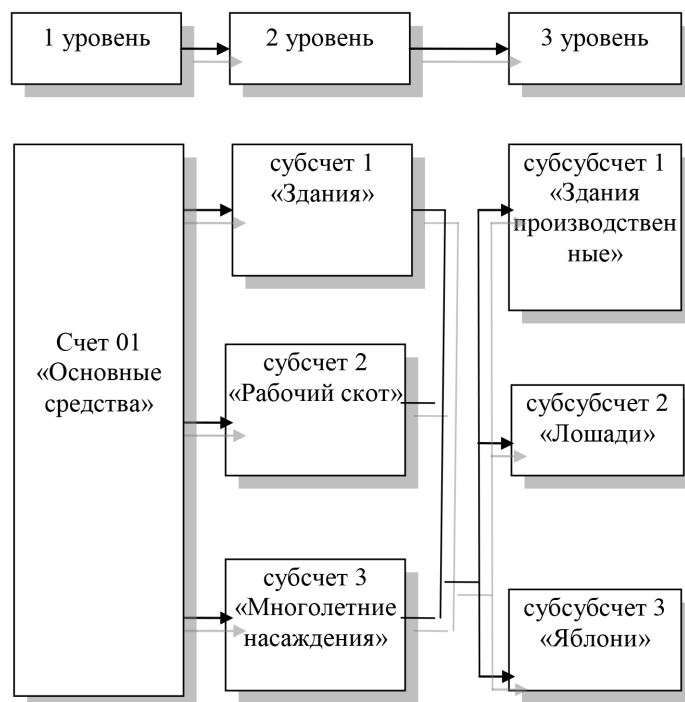 1 уровень
2 уровень
3 уровень
Счет 01
«Основные
средства»
субсчет 1
«Здания»
субсчет 2
«Рабочий скот»
субсчет 3
«Многолетние
насаждения»
субсубсчет 1
«Здания
производствен
ные»
субсубсчет 2
«Лошади»
субсубсчет 3
«Яблони»